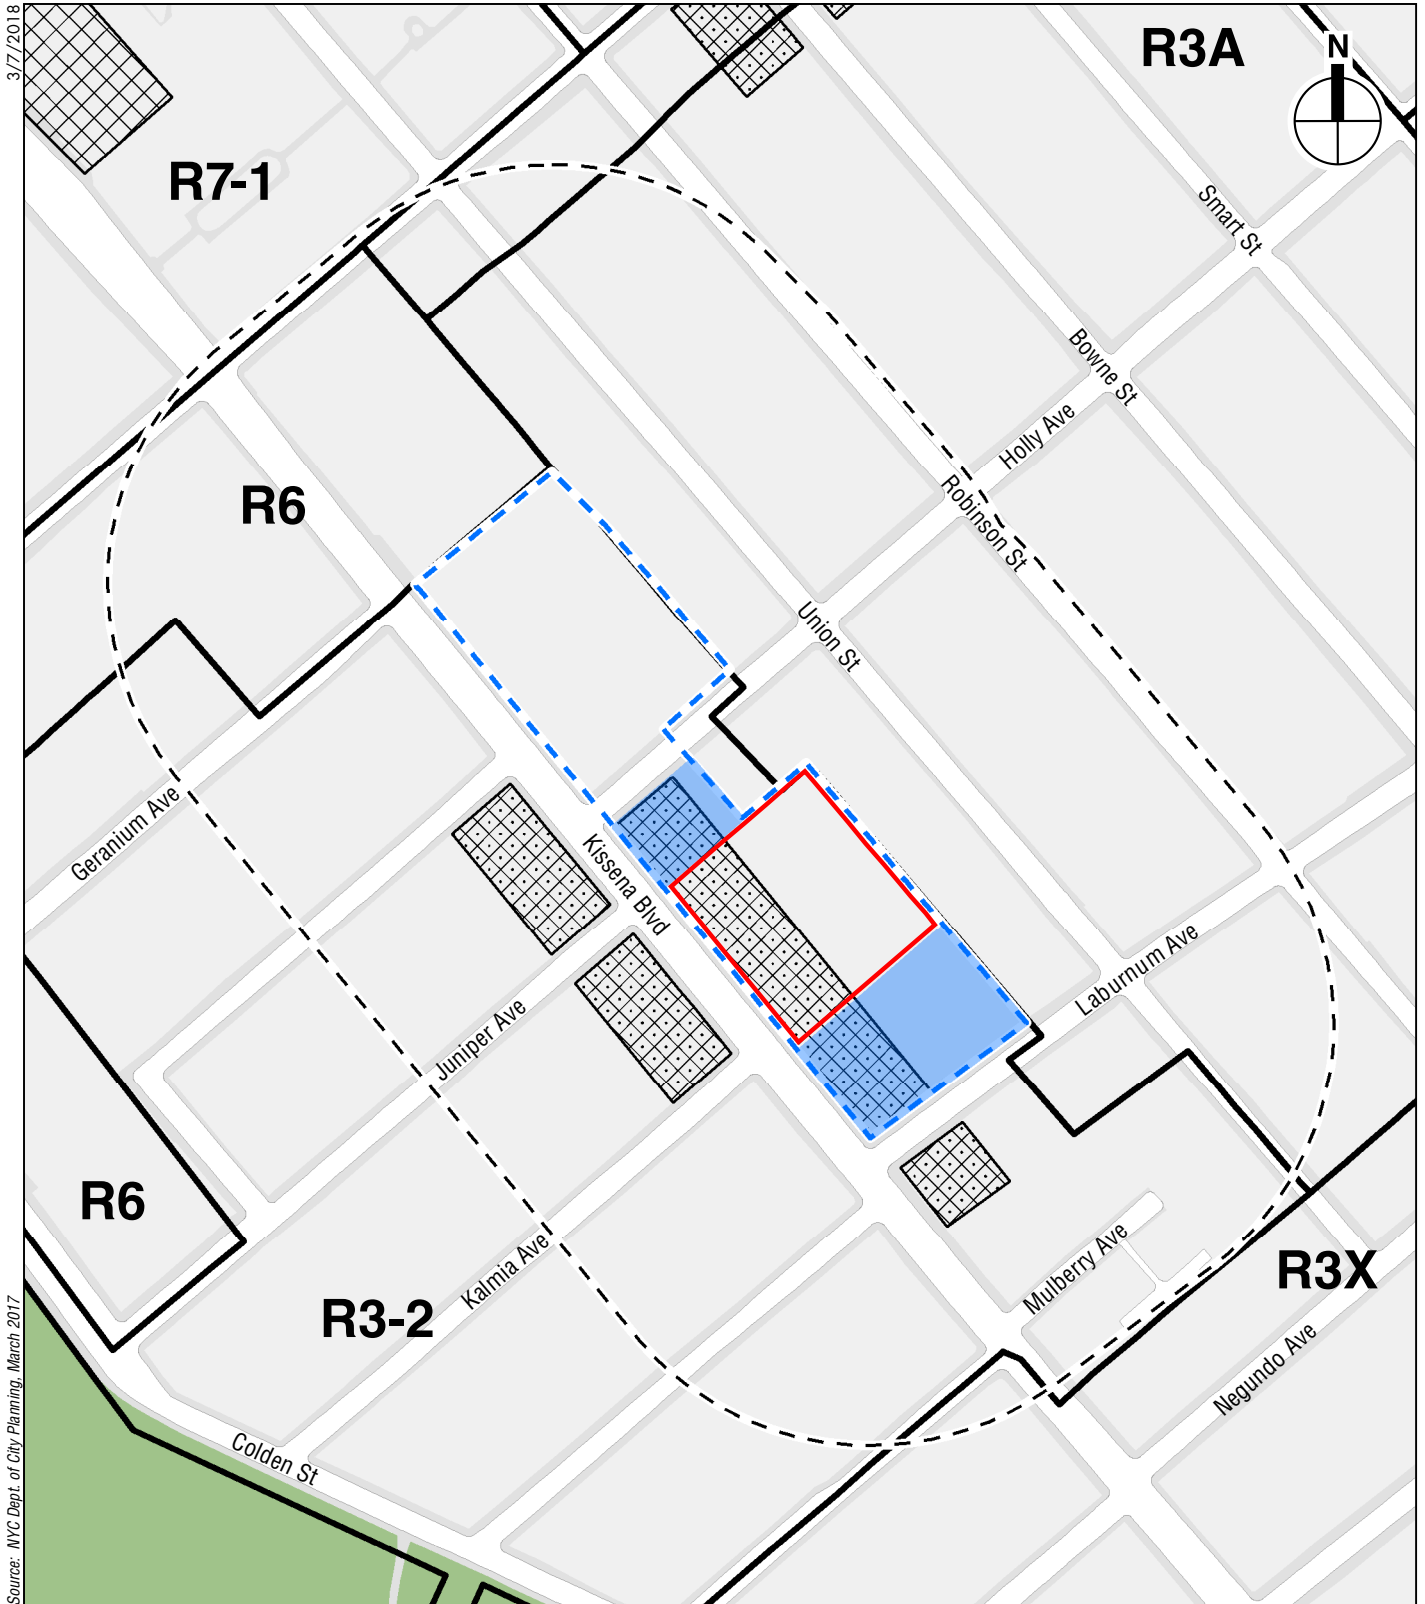 3/7/2018
R3A
N
R7-1
Smart St
Bowne St
Holly Ave
R6
Robinson St
Union St
Geranium Ave
Kissena Blvd
Laburnum Ave
Juniper Ave
R6
Mulberry Ave
R3X
Kalmia Ave
R3-2
Negundo Ave
Colden St
Source: NYC Dept. of City Planning, March 2017